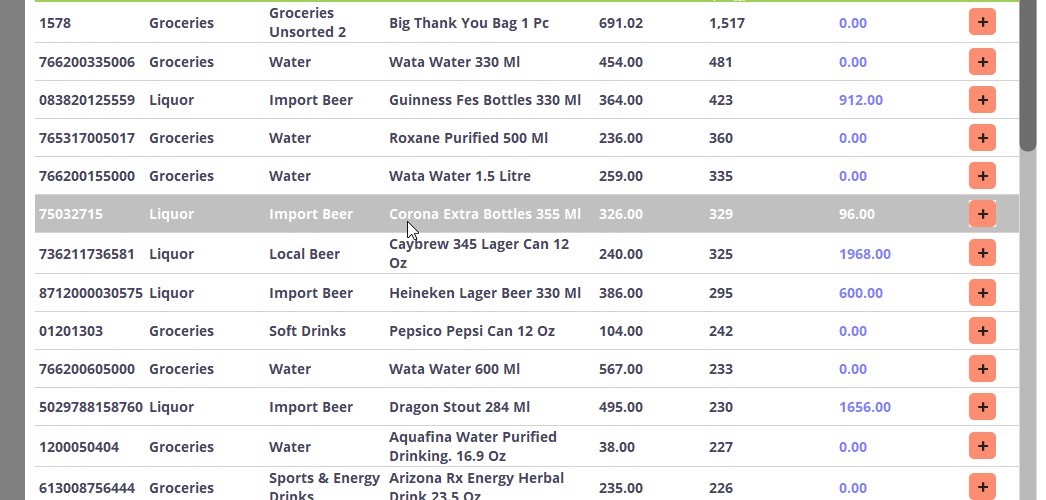 1578 Groceries Groceries Unsorted 2 Big Thank You Bag 1 Pc 691.02 1,517 0.00 +
766200335006 Groceries Water Wata Water 330 Ml 454.00 481 0.00 +
083820125559 Liquor Import Beer Guinness Fes Bottles 330 Ml 364.00 423 912.00 +
765317005017 Groceries Water Roxane Purified 500 Ml 236.00 360 0.00 +
766200155000 Groceries Water Wata Water 1.5 Litre 259.00 335 0.00 +
75032715 Liquor Import Beer Corona Extra Bottles 355 Ml 326.00 329 96.00 +
736211736581 Liquor Local Beer Caybrew 345 Lager Can 12 Oz 240.00 325 1968.00 +
8712000030575 Liquor Import Beer Heineken Lager Beer 330 Ml 386.00 295 600.00 +
01201303 Groceries Soft Drinks Pepsico Pepsi Can 12 Oz 104.00 242 0.00 +
766200605000 Groceries Water Wata Water 600 Ml 567.00 233 0.00 +
5029788158760 Liquor Import Beer Dragon Stout 284 Ml 495.00 230 1656.00 +
1200050404 Groceries Water Aquafina Water Purified Drinking. 16.9 Oz 38.00 227 0.00 +
613008756444 Groceries Sports & Energy Drinks Arizona Rx Energy Herbal Drink 23.5 Oz 235.00 226 0.00 +